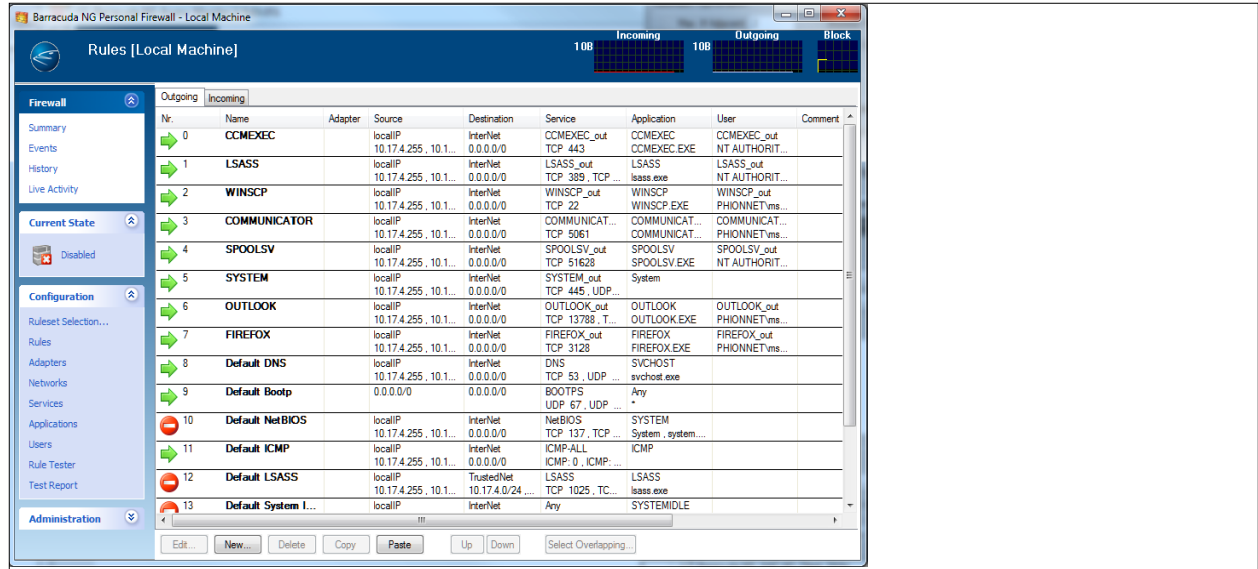 Barracuda NG Personal Firewall - Local Machine
Rules [Local Machine]
Incoming Outgoing Block
10B 10B
Firewall
Summary
Events
History
Live Activity
Current State
Disabled
Configuration
Ruleset Selection...
Rules
Adapters
Networks
Services
Applications
Users
Rule Tester
Test Report
Administration
Outgoing Incoming
Nr. Name Adapter Source Destination Service Application User Comment
0 CCMEXEC localIP InterNet CCMEXEC_out CCMEXEC CCMEXEC_out
10.17.4.255 , 10.1... 0.0.0.0/0 TCP 443 CCMEXEC.EXE NT AUTHORIT...
1 LSASS localIP InterNet LSASS_out LSASS LSASS_out
10.17.4.255 , 10.1... 0.0.0.0/0 TCP 389 , TCP ... lsass.exe NT AUTHORIT...
2 WINSCP localIP InterNet WINSCP_out WINSCP WINSCP_out
10.17.4.255 , 10.1... 0.0.0.0/0 TCP 22 WINSCP.EXE PHIONNET\ms...
3 COMMUNICATOR localIP InterNet COMMUNICAT... COMMUNICAT... COMMUNICAT...
10.17.4.255 , 10.1... 0.0.0.0/0 TCP 5061 COMMUNICAT... PHIONNET\ms...
4 SPOOLSV localIP InterNet SPOOLSV_out SPOOLSV SPOOLSV_out
10.17.4.255 , 10.1... 0.0.0.0/0 TCP 51628 SPOOLSV.EXE NT AUTHORIT...
5 SYSTEM localIP InterNet SYSTEM_out System
10.17.4.255 , 10.1... 0.0.0.0/0 TCP 445 , UDP...
6 OUTLOOK localIP InterNet OUTLOOK_out OUTLOOK OUTLOOK_out
10.17.4.255 , 10.1... 0.0.0.0/0 TCP 13788 , T... OUTLOOK.EXE PHIONNET\ms...
7 FIREFOX localIP InterNet FIREFOX_out FIREFOX FIREFOX_out
10.17.4.255 , 10.1... 0.0.0.0/0 TCP 3128 FIREFOX.EXE PHIONNET\ms...
8 Default DNS localIP InterNet DNS SVCHOST
10.17.4.255 , 10.1... 0.0.0.0/0 TCP 53 , UDP ... svchost.exe
9 Default Bootp 0.0.0.0/0 0.0.0.0/0 BOOTPS Any
UDP 67 , UDP ... *
10 Default NetBIOS localIP InterNet NetBIOS SYSTEM
10.17.4.255 , 10.1... 0.0.0.0/0 TCP 137 , TCP ... System , system....
11 Default ICMP localIP InterNet ICMP-ALL ICMP
10.17.4.255 , 10.1... 0.0.0.0/0 ICMP: 0 , ICMP: ...
12 Default LSASS localIP TrustedNet LSASS LSASS
10.17.4.255 , 10.1... 10.17.4.0/24 ,... TCP 1025 , TC... lsass.exe
13 Default System I... localIP InterNet Any SYSTEMIDLE
Edit... New... Delete Copy Paste Up Down Select Overlapping...